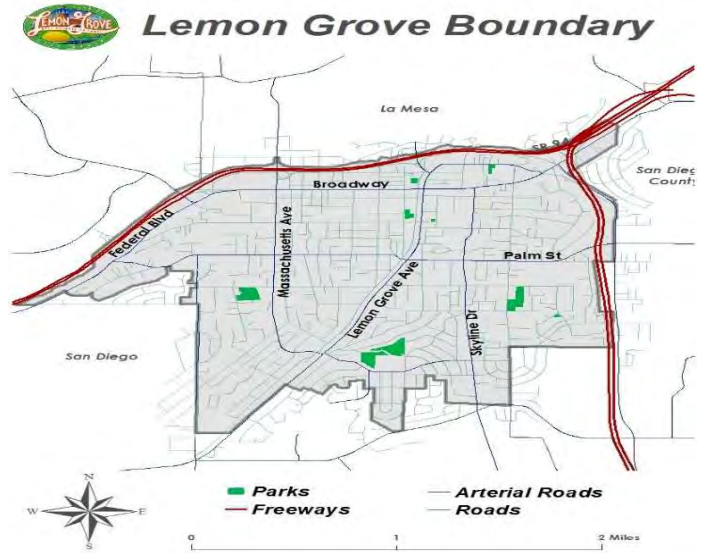 LEMON GROVE
Lemon Grove Boundary
La Mesa
SR 94
San Dieg
County
Broadway
Federal Blvd
Massachusetts Ave
Palm St
Lemon Grove Ave
Skyline Dr
San Diego
N
W
E
S
Parks
Freeways
Arterial Roads
Roads
0
1
2 Miles